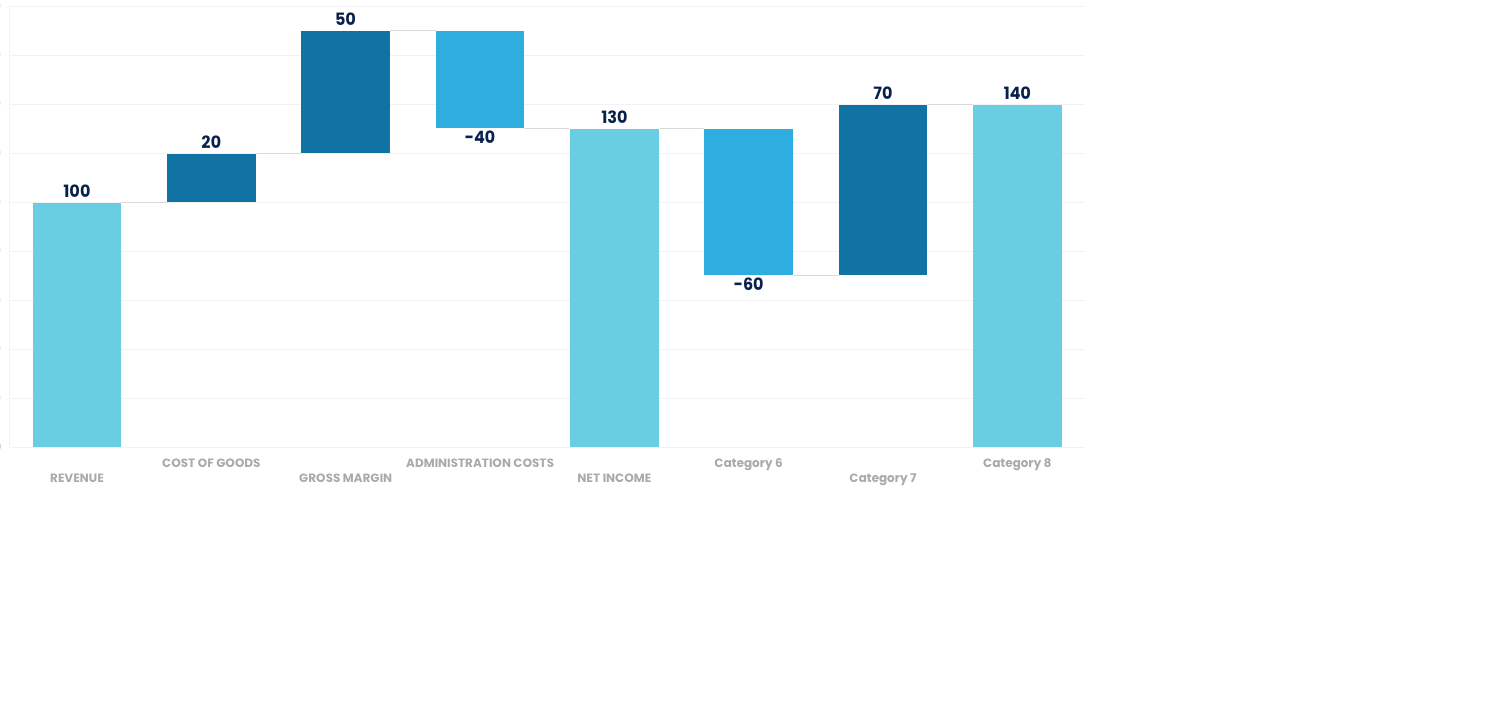 50
70
140
130
20
-40
100
-60
COST OF GOODS
ADMINISTRATION COSTS
Category 6
Category 8
REVENUE
GROSS MARGIN
NET INCOME
Category 7